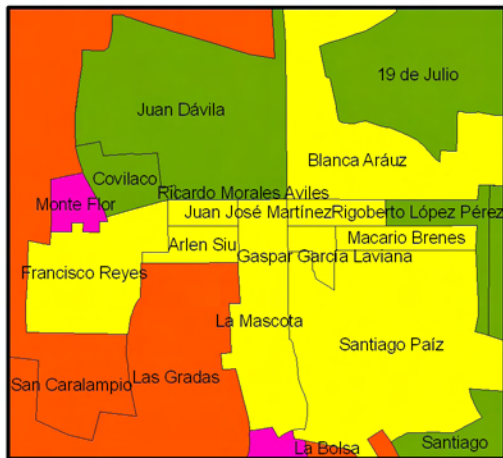 19 de Julio
Juan Dávila
Blanca Aráuz
Covilaco
Ricardo Morales Aviles
Monte Flor
Juan José Martínez
Rigoberto López Pérez
Arlen Siu
Macario Brenes
Gaspar García Laviana
Francisco Reyes
La Mascota
Santiago Paíz
San Caralampio
Las Gradas
La Bolsa
Santiago